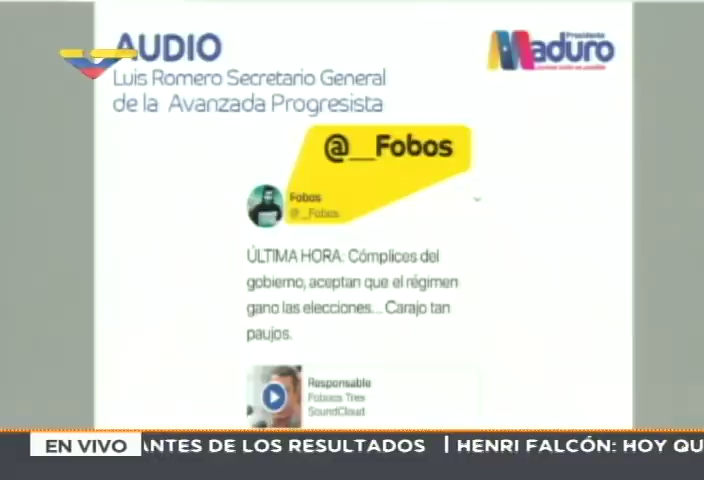 AUDIO
Presidente
Maduro
Luis Romero Secretario General
de la Avanzada Progresista
@__Fobos
Fobos
@__Fobos
ÚLTIMA HORA: Cómplices del
gobierno, aceptan que el régimen
gano las elecciones... Carajo tan
paujos.
Responsable
Foboos Tres
SoundCloud
EN VIVO
ANTES DE LOS RESULTADOS | HENRI FALCÓN: HOY QU